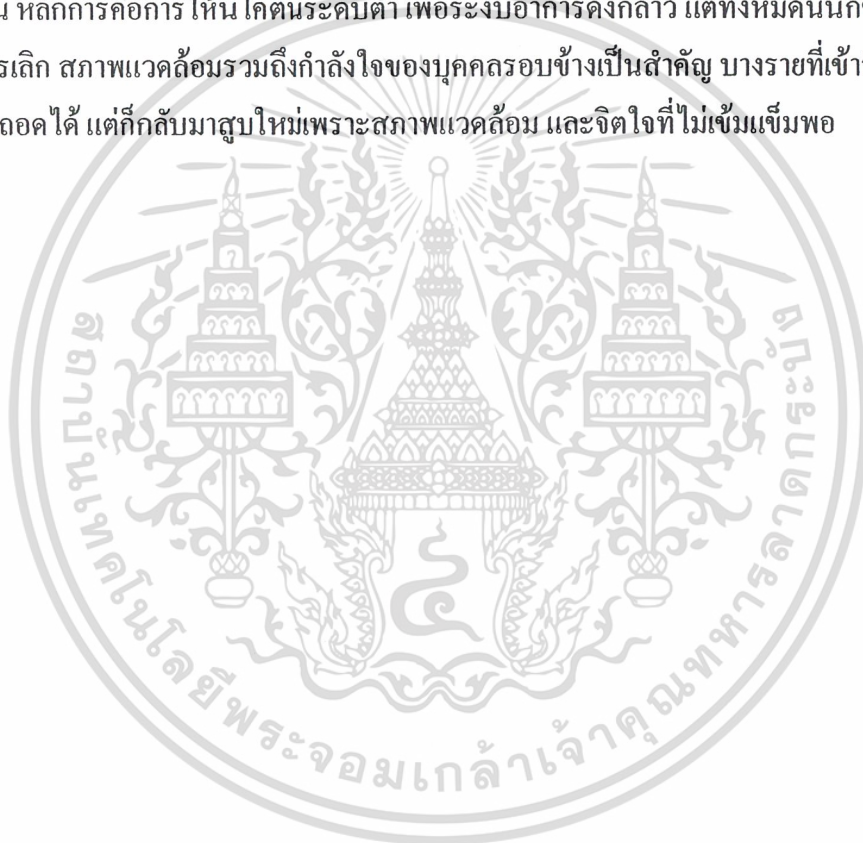 หลักการคือการให้นิโคตินระดับต่ำ เพื่อระงับอาการดังกล่าว แต่ทั้งหมดนั้นก็
รเลิก สภาพแวดล้อมรวมถึงกำลังใจของบุคคลรอบข้างเป็นสำคัญ บางรายที่เข้า
ถอดได้ แต่ก็กลับมาสูบใหม่เพราะสภาพแวดล้อม และจิตใจที่ไม่เข้มแข็งพอ
สถาบันเทคโนโลยีพระจอมเกล้าเจ้าคุณทหารลาดกระบัง